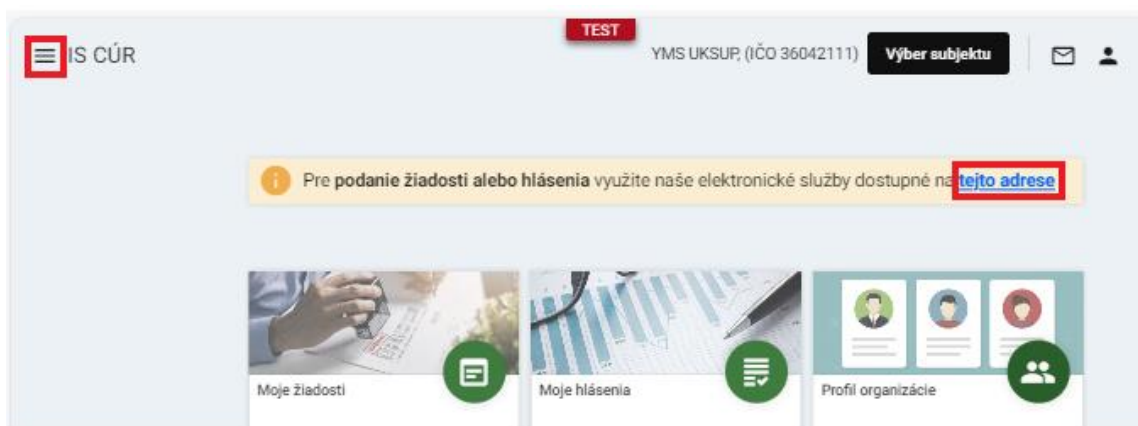 TEST
IS CÚR
YMS UKSUP, (IČO 36042111)
Výber subjektu
Pre podanie žiadosti alebo hlásenia využite naše elektronické služby dostupné na tejto adrese
Moje žiadosti
Moje hlásenia
Profil organizácie